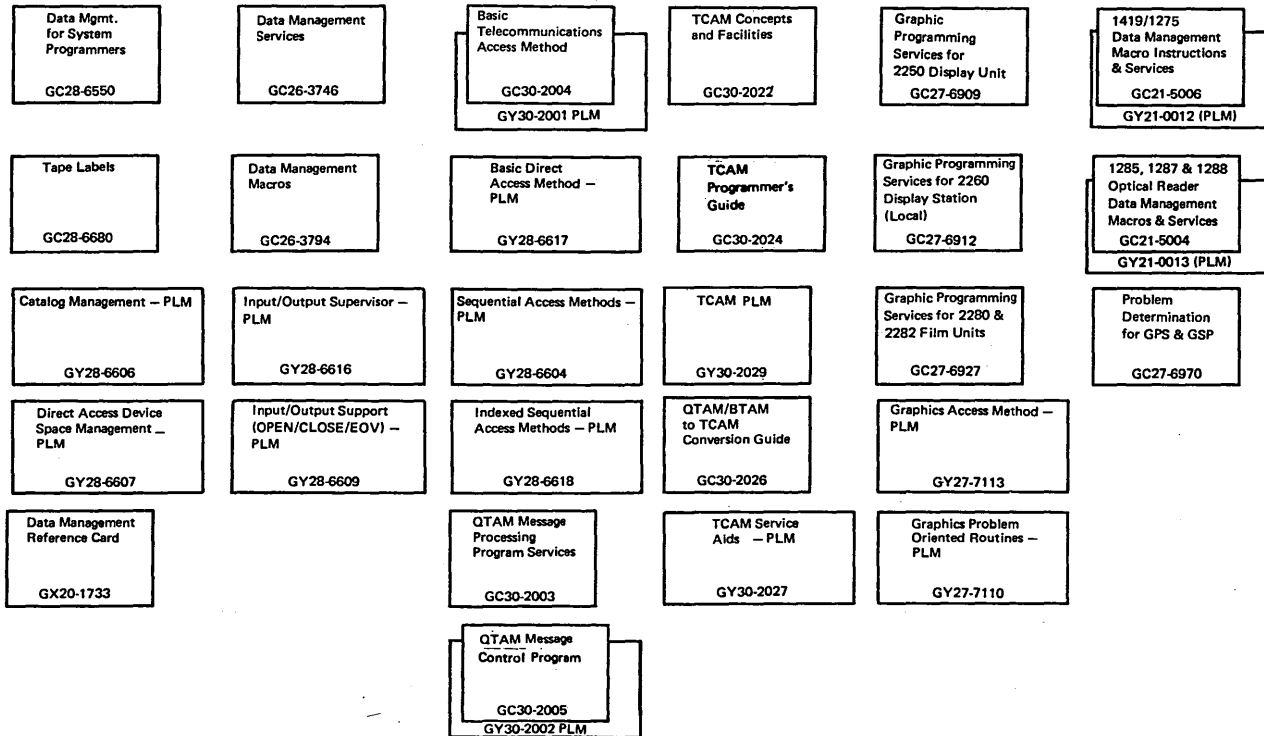 Data Mgmt.
for System
Programmers
GC28-6550
Data Management
Services
GC26-3746
Basic
Telecommunications
Access Method
GC30-2004
GY30-2001 PLM
TCAM Concepts
and Facilities
GC30-2022
Graphic
Programming
Services for
2250 Display Unit
GC27-6909
1419/1275
Data Management
Macro Instructions
& Services
GC21-5006
GY21-0012 (PLM)
Tape Labels
GC28-6680
Data Management
Macros
GC26-3794
Basic Direct
Access Method —
PLM
GY28-6617
TCAM
Programmer's
Guide
GC30-2024
Graphic Programming
Services for 2260
Display Station
(Local)
GC27-6912
1285, 1287 & 1288
Optical Reader
Data Management
Macros & Services
GC21-5004
GY21-0013 (PLM)
Catalog Management — PLM
GY28-6606
Input/Output Supervisor —
PLM
GY28-6616
Sequential Access Methods —
PLM
GY28-6604
TCAM PLM
GY30-2029
Graphic Programming
Services for 2280 &
2282 Film Units
GC27-6927
Problem
Determination
for GPS & GSP
GC27-6970
Direct Access Device
Space Management —
PLM
GY28-6607
Input/Output Support
(OPEN/CLOSE/EOV) —
PLM
GY28-6609
Indexed Sequential
Access Methods — PLM
GY28-6618
QTAM/BTAM
to TCAM
Conversion Guide
GC30-2026
Graphics Access Method —
PLM
GY27-7113
Data Management
Reference Card
GX20-1733
QTAM Message
Processing
Program Services
GC30-2003
TCAM Service
Aids — PLM
GY30-2027
Graphics Problem
Oriented Routines —
PLM
GY27-7110
QTAM Message
Control Program
GC30-2005
GY30-2002 PLM